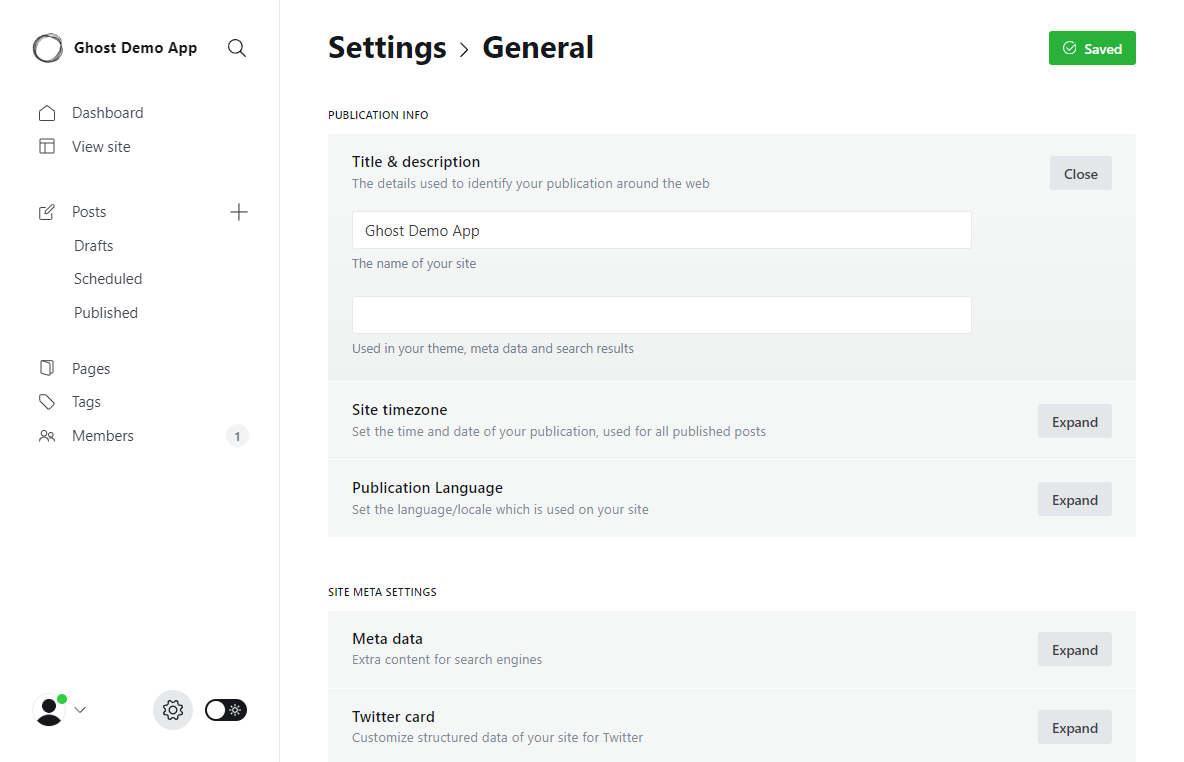 Ghost Demo App
Dashboard
View site
Posts
Drafts
Scheduled
Published
Pages
Tags
Members 1
Settings > General
Saved
PUBLICATION INFO
Title & description
The details used to identify your publication around the web
Close
Ghost Demo App
The name of your site
Used in your theme, meta data and search results
Site timezone
Set the time and date of your publication, used for all published posts
Expand
Publication Language
Set the language/locale which is used on your site
Expand
SITE META SETTINGS
Meta data
Extra content for search engines
Expand
Twitter card
Customize structured data of your site for Twitter
Expand